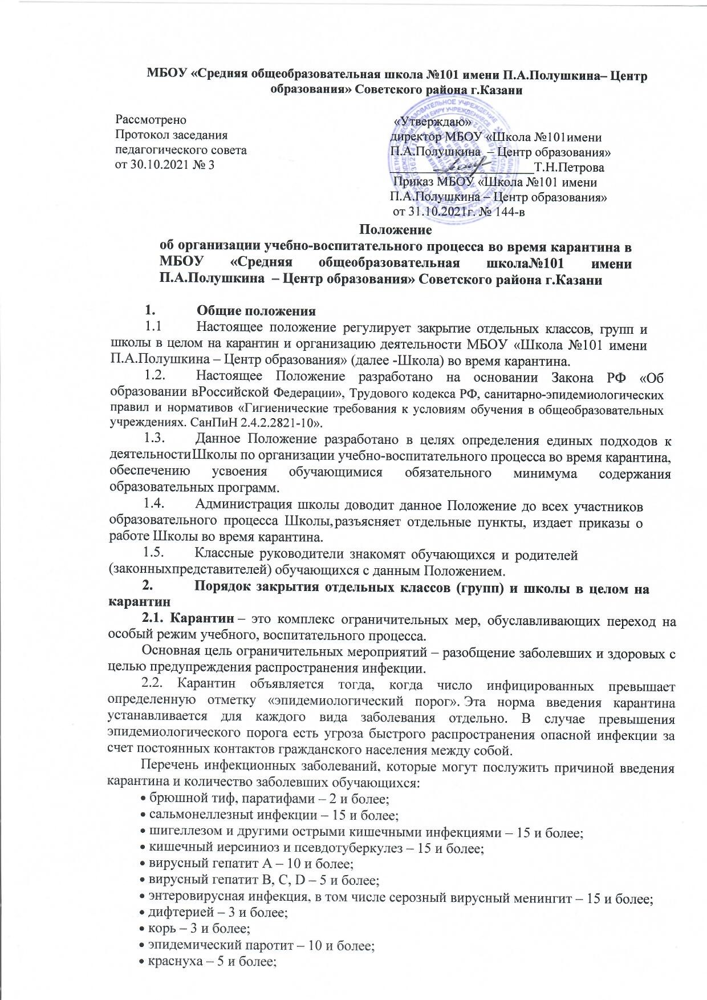 МБОУ «Средняя общеобразовательная школа №101 имени П.А.Полушкина– Центр
образования» Советского района г.Казани
Рассмотрено
Протокол заседания
педагогического совета
от 30.10.2021 № 3
«Утверждаю»
директор МБОУ «Школа №101имени
П.А.Полушкина – Центр образования»
Т.Н.Петрова
Приказ МБОУ «Школа №101 имени
П.А.Полушкина – Центр образования»
от 31.10.2021г. № 144-в
Положение
об организации учебно-воспитательного процесса во время карантина в
МБОУ «Средняя общеобразовательная школа№101 имени
П.А.Полушкина – Центр образования» Советского района г.Казани
1. Общие положения
1.1 Настоящее положение регулирует закрытие отдельных классов, групп и
школы в целом на карантин и организацию деятельности МБОУ «Школа №101 имени
П.А.Полушкина – Центр образования» (далее -Школа) во время карантина.
1.2. Настоящее Положение разработано на основании Закона РФ «Об
образовании вРоссийской Федерации», Трудового кодекса РФ, санитарно-эпидемиологических
правил и нормативов «Гигиенические требования к условиям обучения в общеобразовательных
учреждениях. СанПиН 2.4.2.2821-10».
1.3. Данное Положение разработано в целях определения единых подходов к
деятельностиШколы по организации учебно-воспитательного процесса во время карантина,
обеспечению усвоения обучающимися обязательного минимума содержания
образовательных программ.
1.4. Администрация школы доводит данное Положение до всех участников
образовательного процесса Школы,разъясняет отдельные пункты, издает приказы о
работе Школы во время карантина.
1.5. Классные руководители знакомят обучающихся и родителей
(законныхпредставителей) обучающихся с данным Положением.
2. Порядок закрытия отдельных классов (групп) и школы в целом на
карантин
2.1. Карантин – это комплекс ограничительных мер, обуславливающих переход на
особый режим учебного, воспитательного процесса.
Основная цель ограничительных мероприятий – разобщение заболевших и здоровых с
целью предупреждения распространения инфекции.
2.2. Карантин объявляется тогда, когда число инфицированных превышает
определенную отметку «эпидемиологический порог». Эта норма введения карантина
устанавливается для каждого вида заболевания отдельно. В случае превышения
эпидемиологического порога есть угроза быстрого распространения опасной инфекции за
счет постоянных контактов гражданского населения между собой.
Перечень инфекционных заболеваний, которые могут послужить причиной введения
карантина и количество заболевших обучающихся:
• брюшной тиф, паратифами – 2 и более;
• сальмонеллезныt инфекции – 15 и более;
• шигеллезом и другими острыми кишечными инфекциями – 15 и более;
• кишечный иерсиниоз и псевдотуберкулез – 15 и более;
• вирусный гепатит А – 10 и более;
• вирусный гепатит В, С, D – 5 и более;
• энтеровирусная инфекция, в том числе серозный вирусный менингит – 15 и более;
• дифтерией – 3 и более;
• корь – 3 и более;
• эпидемический паротит – 10 и более;
• краснуха – 5 и более;